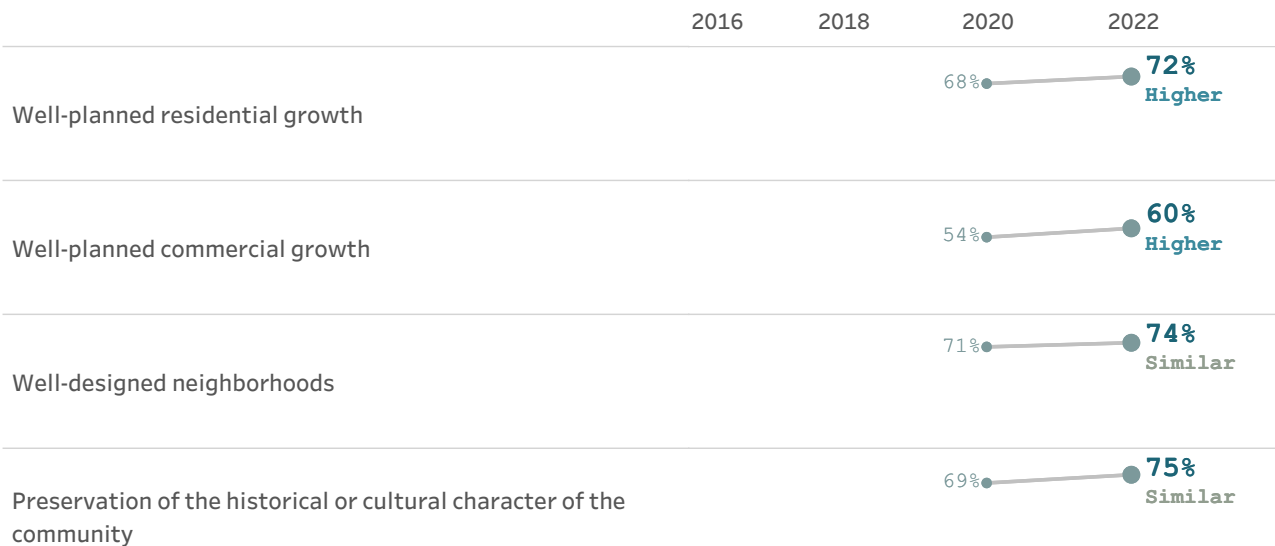 2016 2018 2020 2022
68% 72%
Higher
Well-planned residential growth
54% 60%
Higher
Well-planned commercial growth
71% 74%
Similar
Well-designed neighborhoods
69% 75%
Similar
Preservation of the historical or cultural character of the
community